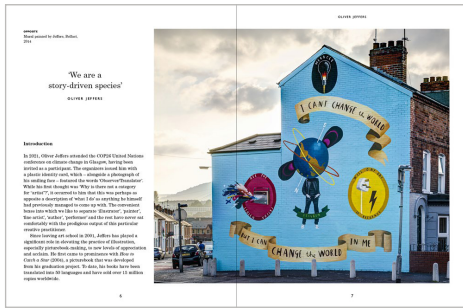 OLIVER JEFFERS
OPPOSITE
Mural painted by Jeffers, Belfast,
2014
'We are a
story-driven species'
OLIVER JEFFERS
Introduction
In 2021, Oliver Jeffers attended the COP26 United Nations
conference on climate change in Glasgow, having been
invited as a participant. The organizers issued him with
a plastic identity card, which – alongside a photograph of
his smiling face – featured the words 'Observer/Translator'.
While his first thought was 'Why is there not a category
for "artist"?', it occurred to him that this was perhaps as
apposite a description of 'what I do' as anything he himself
had previously managed to come up with. The convenient
boxes into which we like to separate 'illustrator', 'painter',
'fine artist', 'author', 'performer' and the rest have never sat
comfortably with the prodigious output of this particular
creative practitioner.
Since leaving art school in 2001, Jeffers has played a
significant role in elevating the practice of illustration,
especially picturebook-making, to new levels of appreciation
and acclaim. He first came to prominence with How to
Catch a Star (2004), a picturebook that was developed
from his graduation project. To date, his books have been
translated into 50 languages and have sold over 15 million
copies worldwide.
I CAN'T CHANGE the WORLD
BUT I CAN
CHANGE the WORLD
IN ME
6
7